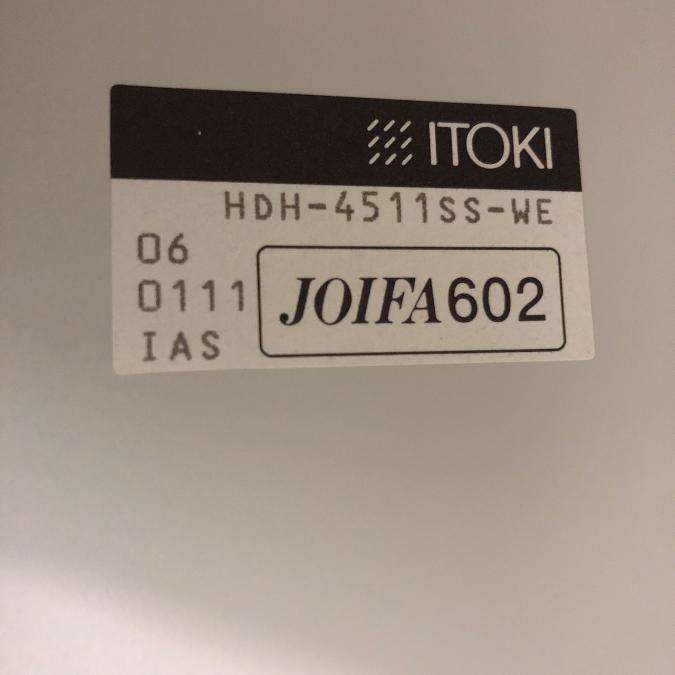 ITOKI
HDH-4511SS-WE
06
0111
IAS
JOIFA602